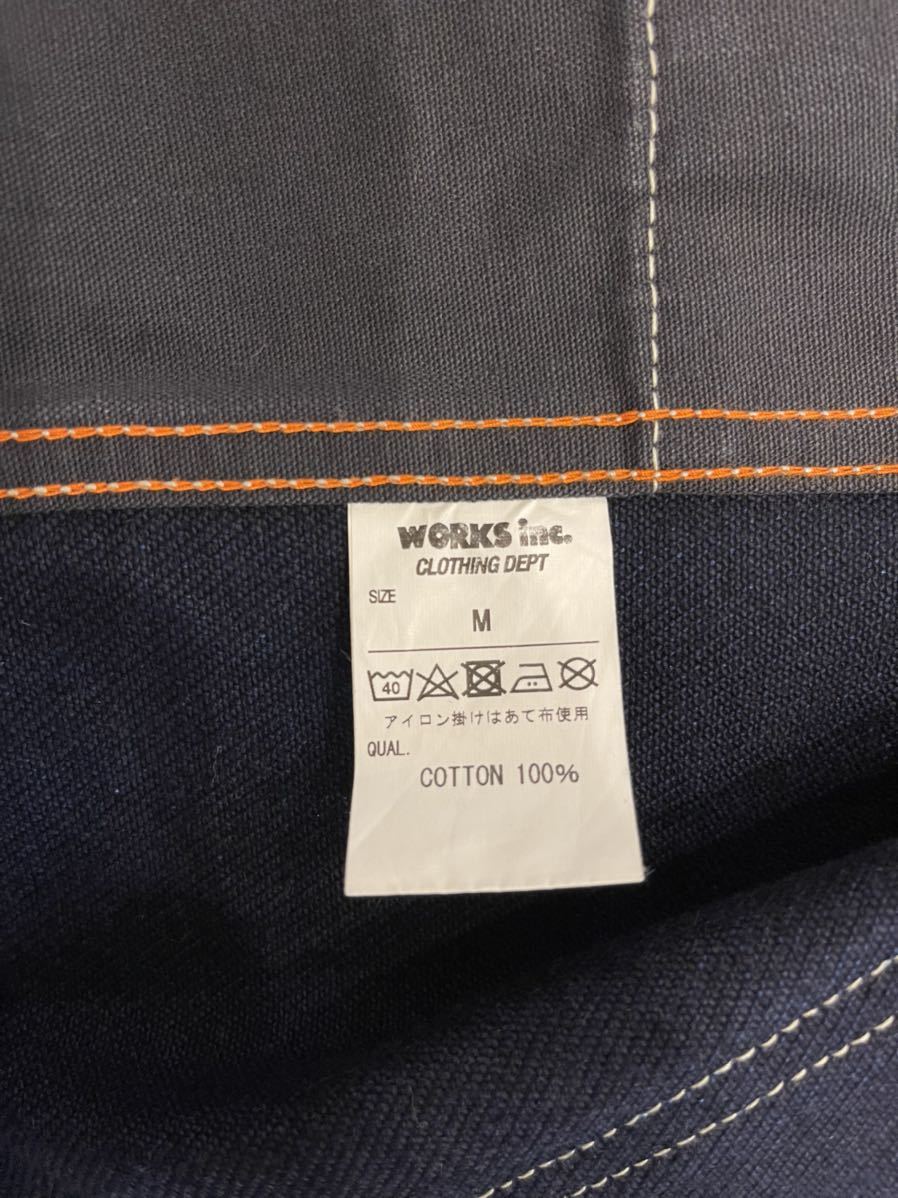 WORKS inc.
CLOTHING DEPT
SIZE
M
40
アイロン掛けはあて布使用
QUAL.
COTTON 100%